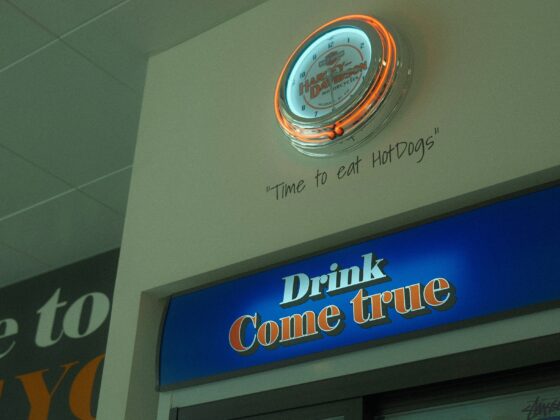 HARLEY-DAVIDSON
"Time to eat HotDogs"
Drink
Come true
e to